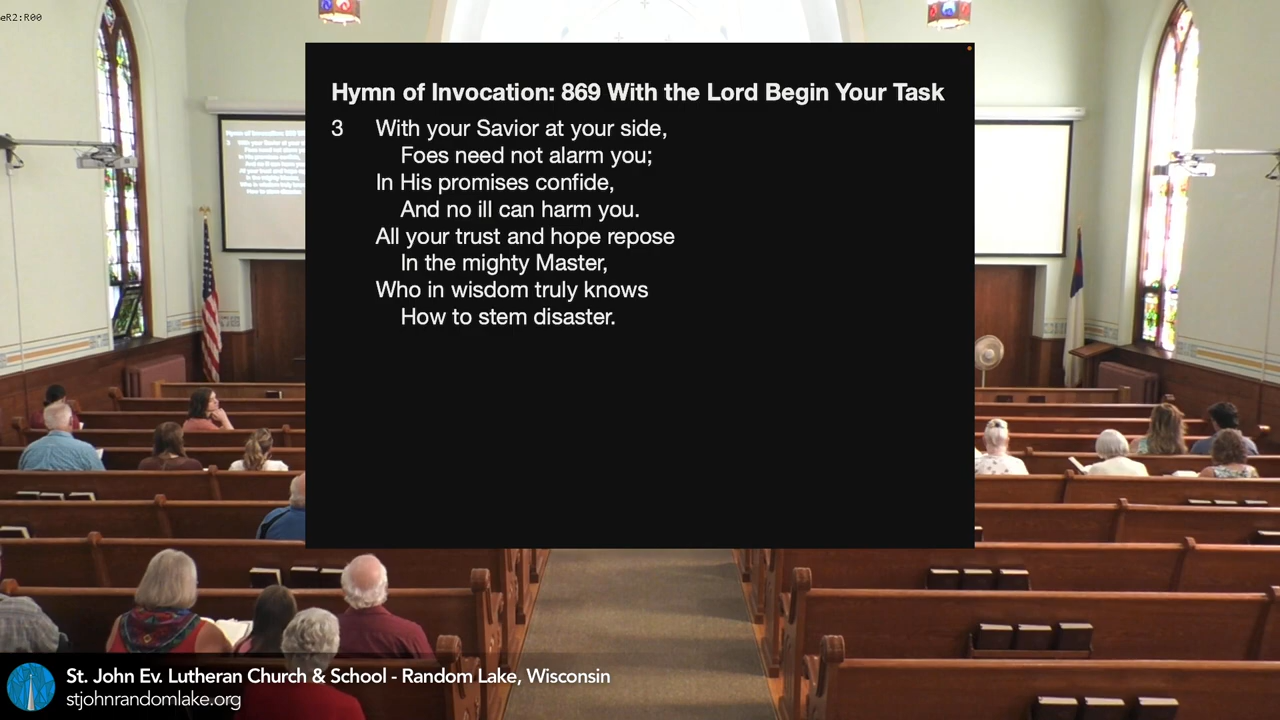 eR2:R00
Hymn of Invocation: 869 With the Lord Begin Your Task
3 With your Savior at your side,
Foes need not alarm you;
In His promises confide,
And no ill can harm you.
All your trust and hope repose
In the mighty Master,
Who in wisdom truly knows
How to stem disaster.
St. John Ev. Lutheran Church & School - Random Lake, Wisconsin
stjohnrandomlake.org